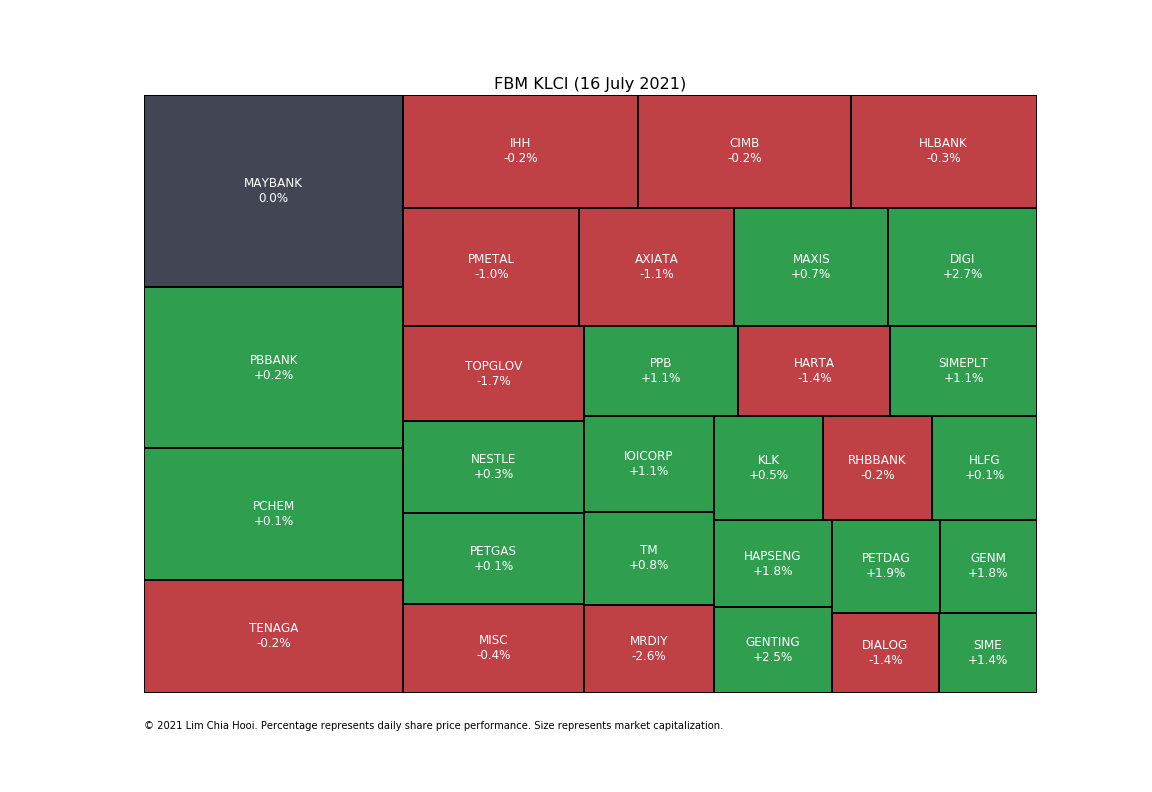 FBM KLCI (16 July 2021)
MAYBANK
0.0%
PBBANK
+0.2%
PCHEM
+0.1%
TENAGA
-0.2%
IHH
-0.2%
CIMB
-0.2%
HLBANK
-0.3%
PMETAL
-1.0%
AXIATA
-1.1%
MAXIS
+0.7%
DIGI
+2.7%
TOPGLOV
-1.7%
NESTLE
+0.3%
PETGAS
+0.1%
MISC
-0.4%
PPB
+1.1%
HARTA
-1.4%
SIMEPLT
+1.1%
IOICORP
+1.1%
TM
+0.8%
MRDIY
-2.6%
KLK
+0.5%
RHBBANK
-0.2%
HLFG
+0.1%
HAPSENG
+1.8%
GENTING
+2.5%
PETDAG
+1.9%
GENM
+1.8%
DIALOG
-1.4%
SIME
+1.4%
© 2021 Lim Chia Hooi. Percentage represents daily share price performance. Size represents market capitalization.